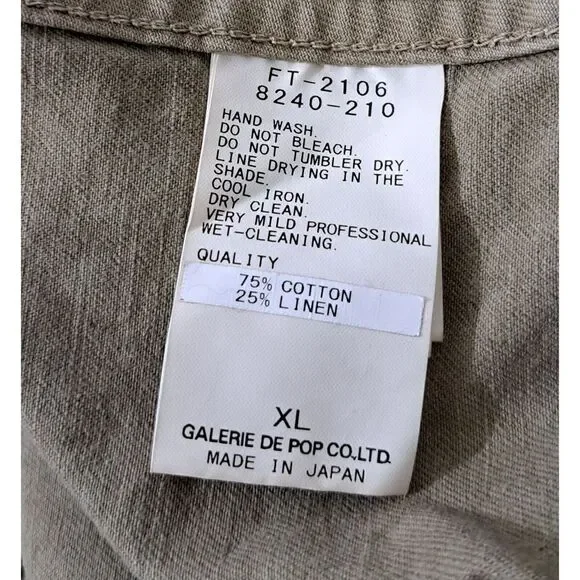 FT-2106
8240-210
HAND WASH.
DO NOT BLEACH.
DO NOT TUMBLER DRY.
LINE DRYING IN THE
SHADE.
COOL IRON.
DRY CLEAN.
VERY MILD PROFESSIONAL
WET-CLEANING.
QUALITY
75% COTTON
25% LINEN
XL
GALERIE DE POP CO.LTD.
MADE IN JAPAN